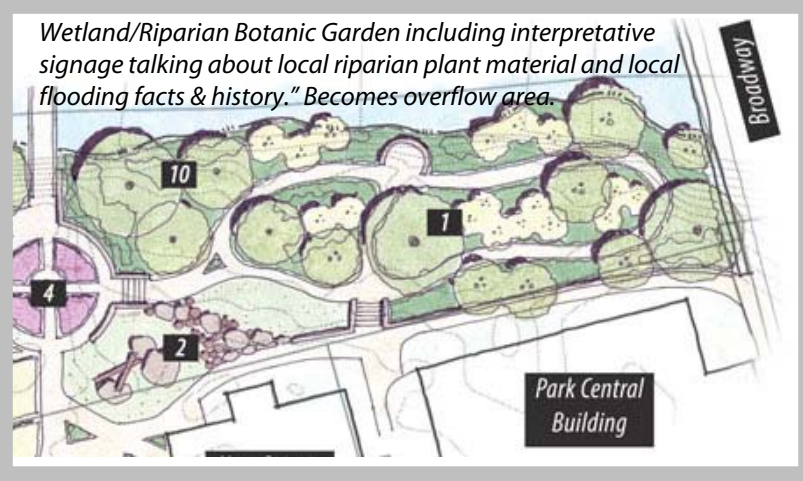 Wetland/Riparian Botanic Garden including interpretative
signage talking about local riparian plant material and local
flooding facts & history.” Becomes overflow area.
Broadway
10
1
4
2
Park Central
Building